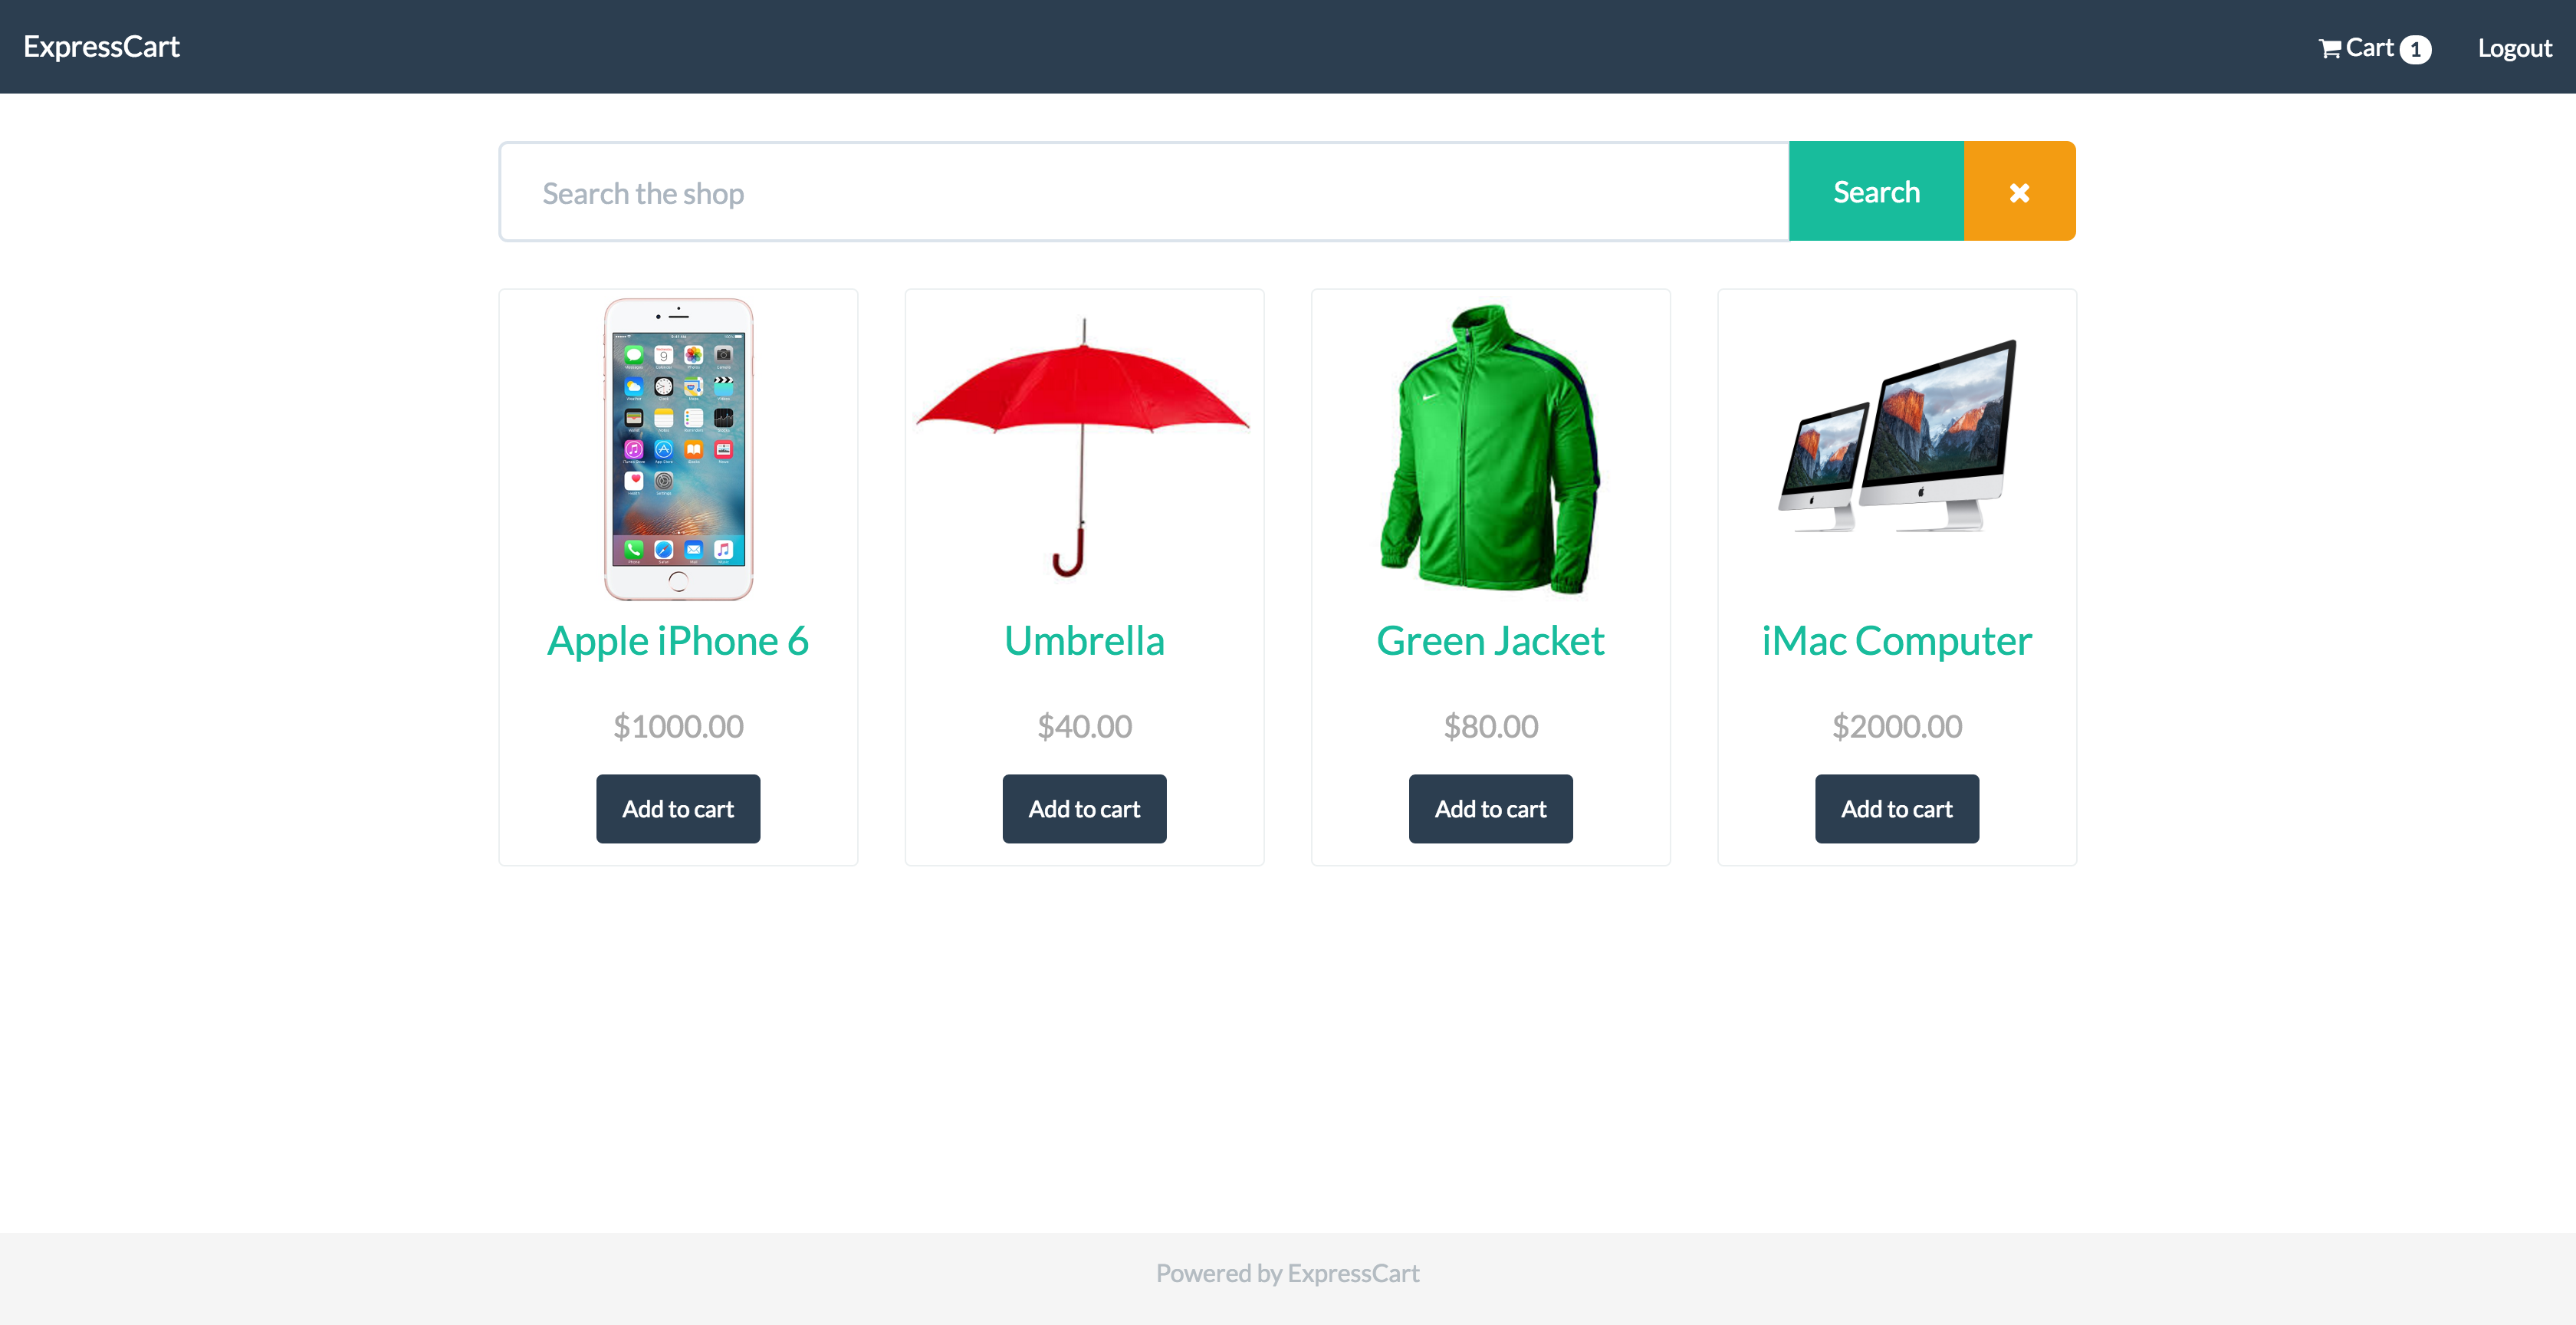 ExpressCart
Cart 1
Logout
Search the shop
Search
Apple iPhone 6
Umbrella
Green Jacket
iMac Computer
$1000.00
$40.00
$80.00
$2000.00
Add to cart
Add to cart
Add to cart
Add to cart
Powered by ExpressCart